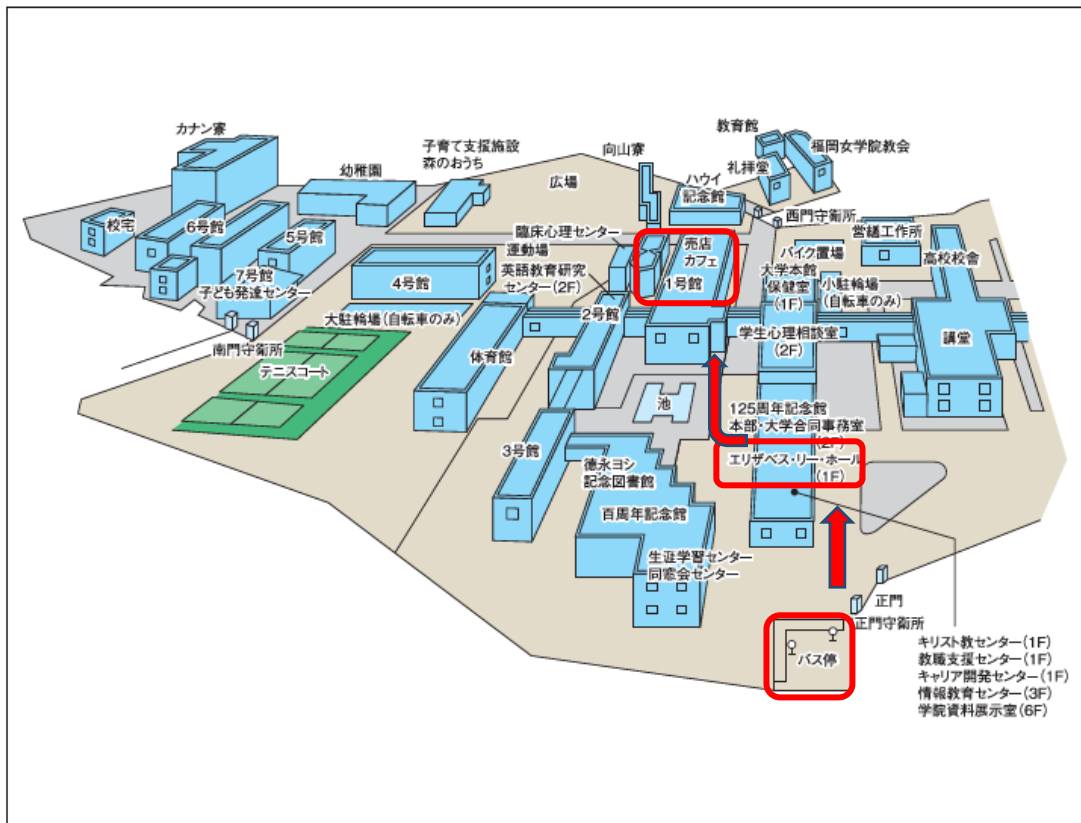 カナン寮
幼稚園
子育て支援施設
森のおうち
広場
向山寮
教育館
福岡女学院教会
礼拝堂
ハウイ
記念館
西門守衛所
営繕工作所
校宅
6号館
5号館
7号館
子ども発達センター
4号館
臨床心理センター
運動場
英語教育研究
センター(2F)
売店
カフェ
1号館
バイク置場
大学本館
保健室
(1F)
小駐輪場
(自転車のみ)
高校校舎
2号館
大駐輪場(自転車のみ)
南門守衛所
テニスコート
体育館
学生心理相談室
(2F)
講堂
池
125周年記念館
本部・大学合同事務室
(2F)
エリザベス・リー・ホール
(1F)
3号館
徳永ヨシ
記念図書館
百周年記念館
生涯学習センター
同窓会センター
正門
正門守衛所
バス停
キリスト教センター(1F)
教職支援センター(1F)
キャリア開発センター(1F)
情報教育センター(3F)
学院資料展示室(6F)